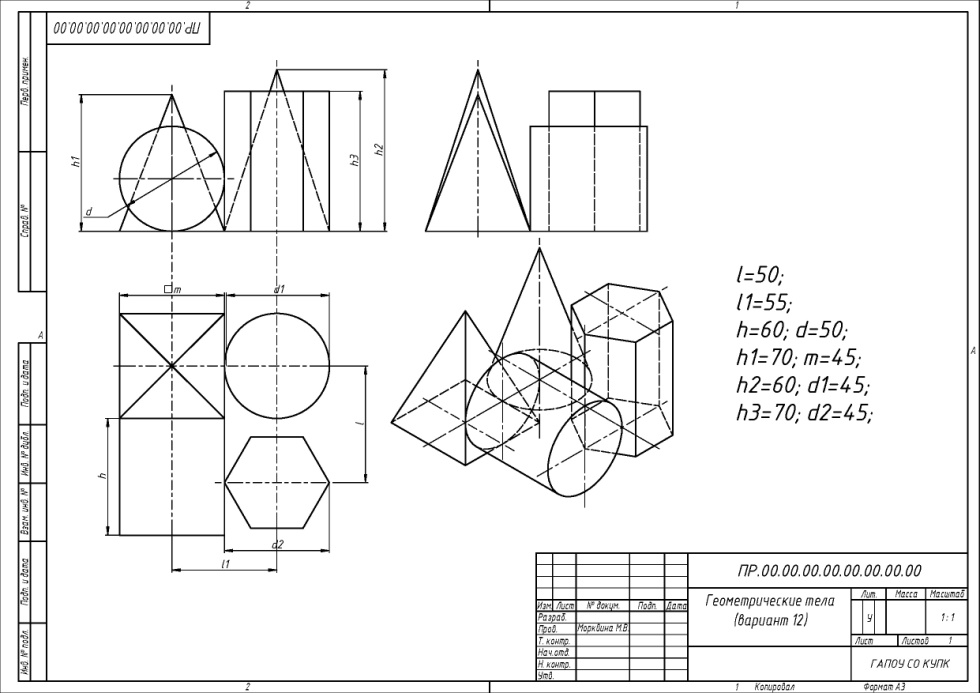 2 1
ПР.00.00.00.00.00.00.00.00
Перв. примен.
Справ. №
Подп. и дата
Инв. № дубл.
Взам. инв. №
Подп. и дата
Инв. № подл.
А
А
h1
d
h3
h2
□m
d1
l
h
d2
l1
l=50;
l1=55;
h=60; d=50;
h1=70; m=45;
h2=60; d1=45;
h3=70; d2=45;
ПР.00.00.00.00.00.00.00.00
Изм. Лист № докум. Подп. Дата
Разраб.
Пров. Морквина М.В.
Т. контр.
Нач.отд.
Н. контр.
Утв.
Геометрические тела
(вариант 12)
Лит. Масса Масштаб
У 1:1
Лист Листов 1
ГАПОУ СО КУПК
2 1 Копировал Формат А3